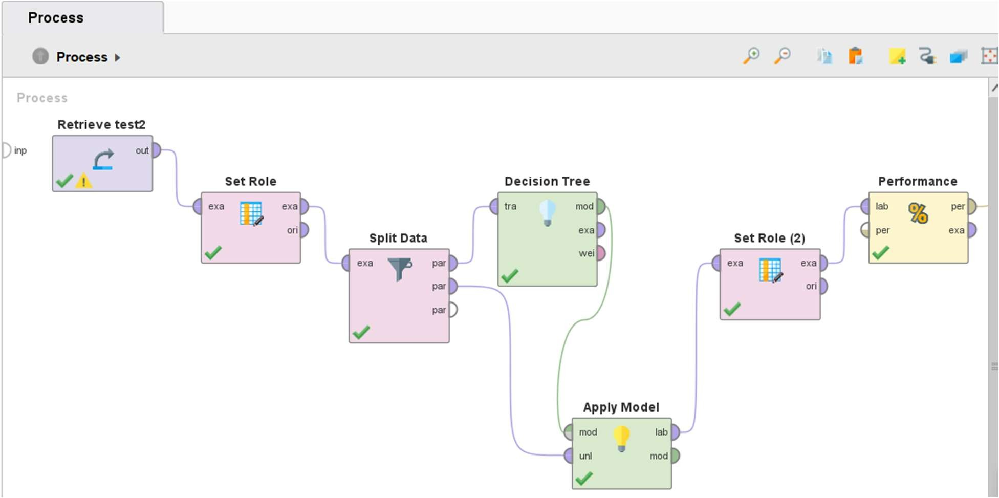 Process
Process
Process
Retrieve test2
inp
out
Set Role
exa
exa
ori
Split Data
exa
par
par
par
Decision Tree
tra
mod
exa
wei
Apply Model
mod
lab
unl
mod
Set Role (2)
exa
exa
ori
Performance
lab
per
per
exa